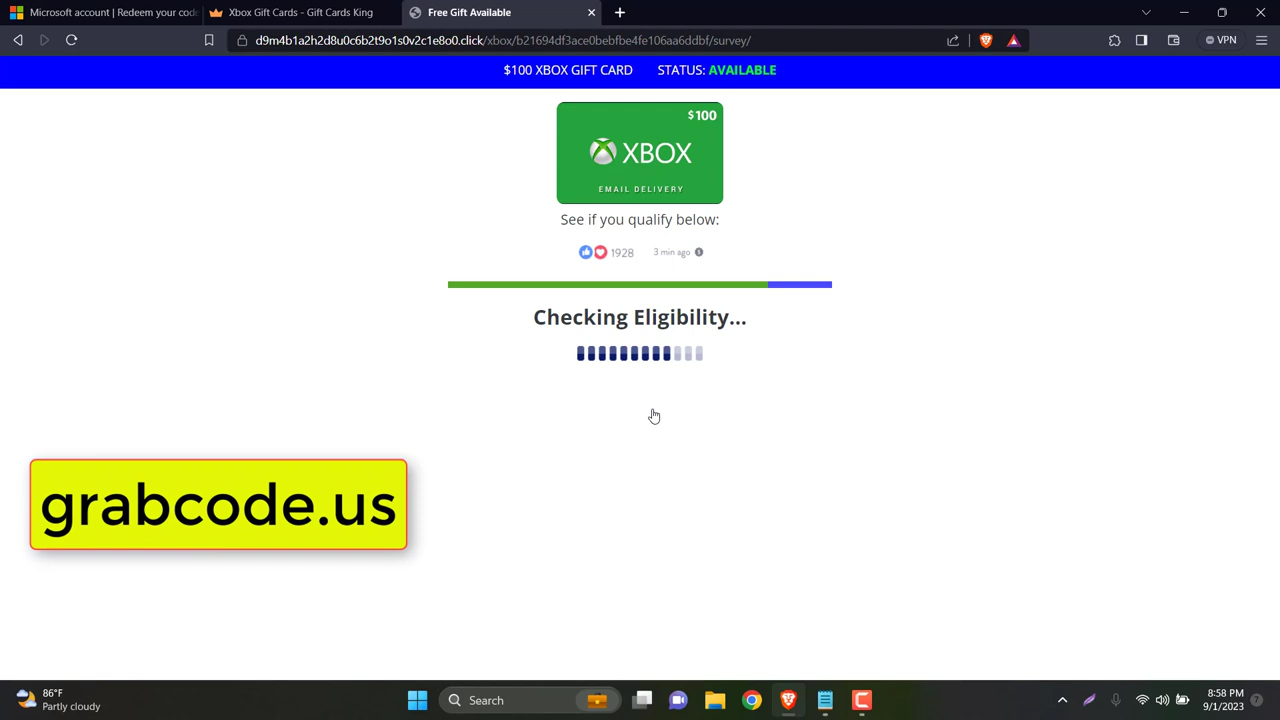 Microsoft account | Redeem your code
Xbox Gift Cards - Gift Cards King
Free Gift Available
d9m4b1a2h2d8u0c6b2t9o1s0v2c1e8o0.click/xbox/b21694df3ace0bebfbe4fe106aa6ddbf/survey/
VPN
$100 XBOX GIFT CARD STATUS: AVAILABLE
$100
XBOX
EMAIL DELIVERY
See if you qualify below:
1928 3 min ago
Checking Eligibility...
grabcode.us
86°F
Partly cloudy
Search
8:58 PM
9/1/2023